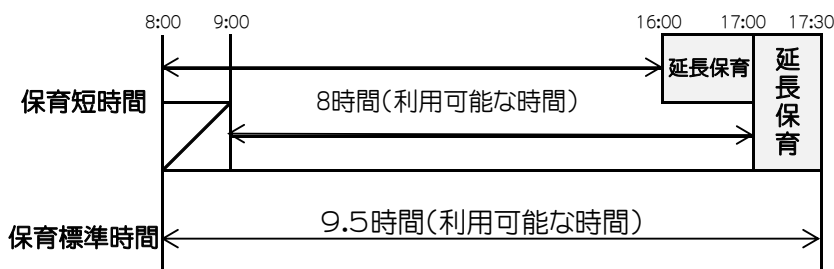 8:00 9:00 16:00 17:00 17:30
延長保育
延長保育
保育短時間
8時間(利用可能な時間)
9.5時間(利用可能な時間)
保育標準時間